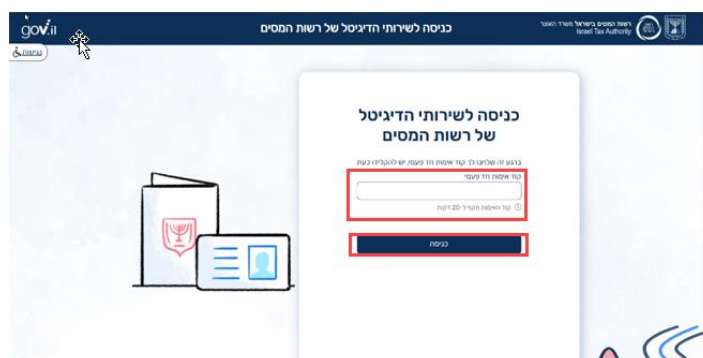 רשות המסים בישראל משרד האוצר
Israel Tax Authority
כניסה לשירותי הדיגיטל של רשות המסים
gov.il
נגישות
כניסה לשירותי הדיגיטל
של רשות המסים
ברגע זה שלחנו לך קוד אימות חד פעמי, יש להקלידו כעת
קוד אימות חד פעמי
קוד האימות תקף ל-20 דקות
כניסה